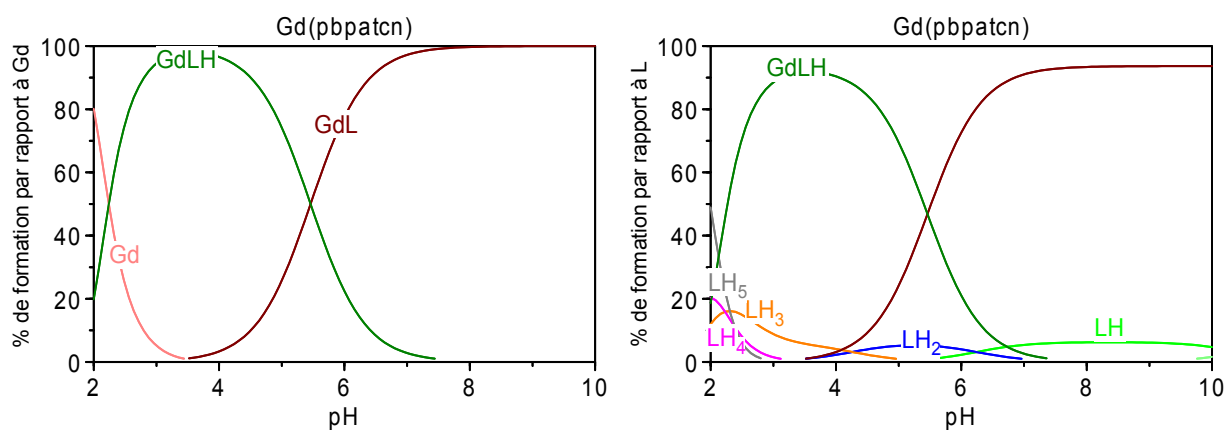 Gd(pbpatcn)
% de formation par rapport à Gd
100
80
60
40
20
0
2
4
6
8
10
pH
Gd
GdLH
GdL
Gd(pbpatcn)
% de formation par rapport à L
100
80
60
40
20
0
2
4
6
8
10
pH
GdLH
LH5
LH4
LH3
LH2
LH